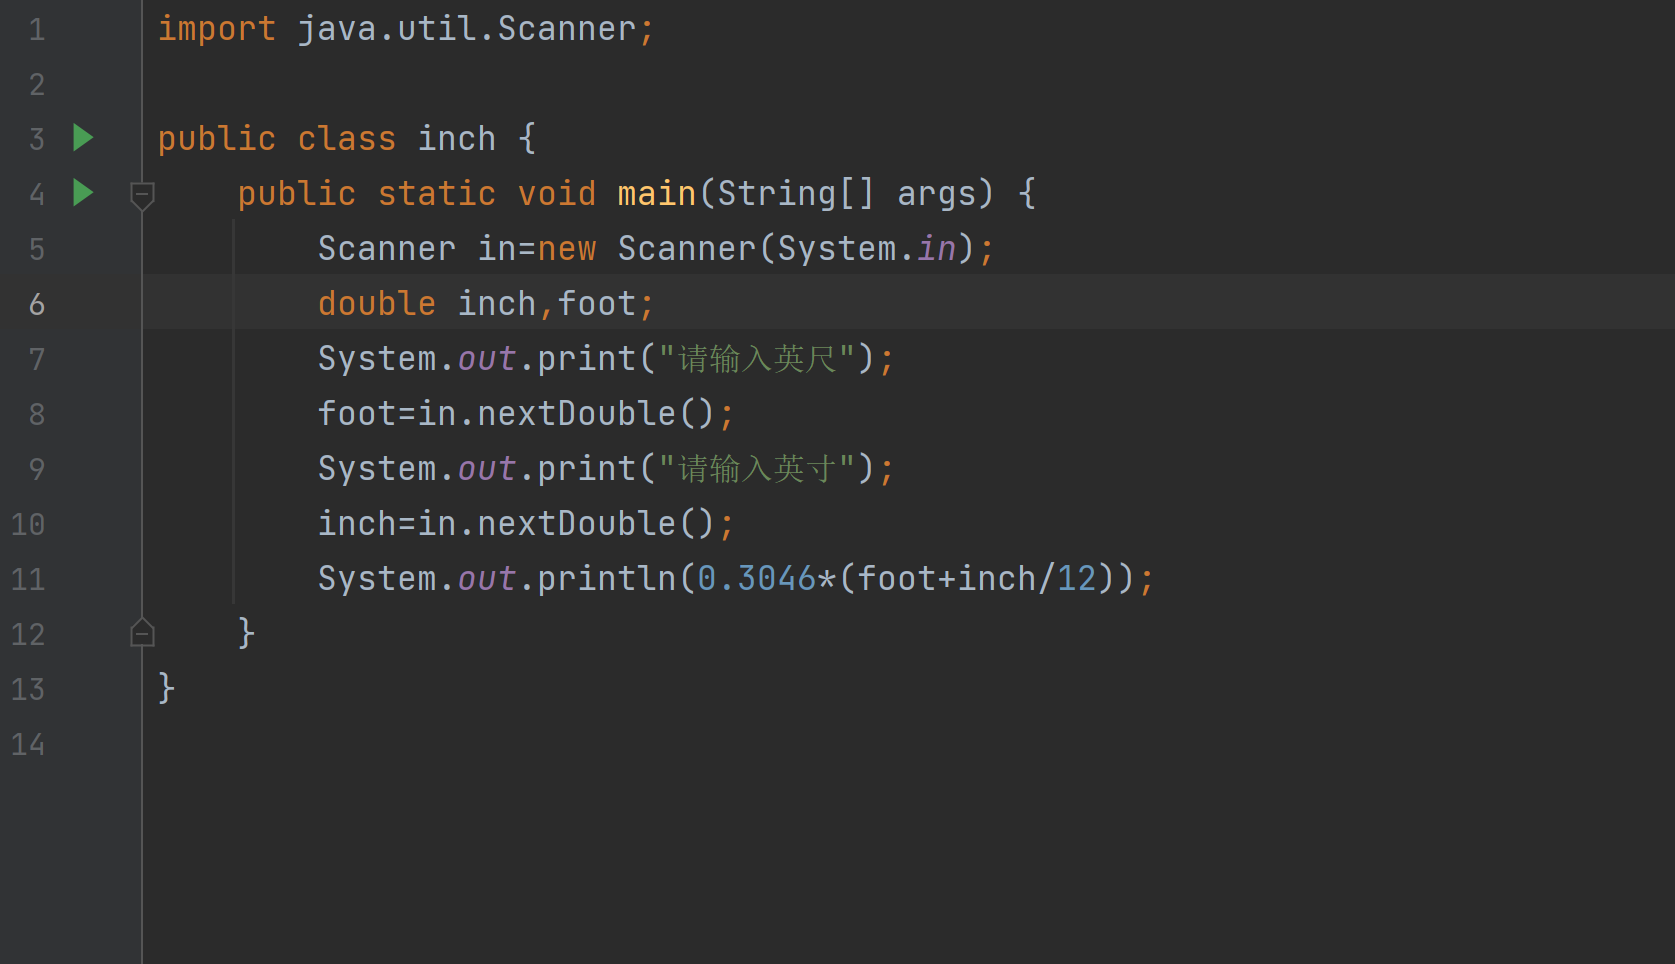 1 import java.util.Scanner;
2
3 public class inch {
4 public static void main(String[] args) {
5 Scanner in=new Scanner(System.in);
6 double inch,foot;
7 System.out.print("请输入英尺");
8 foot=in.nextDouble();
9 System.out.print("请输入英寸");
10 inch=in.nextDouble();
11 System.out.println(0.3046*(foot+inch/12));
12 }
13 }
14